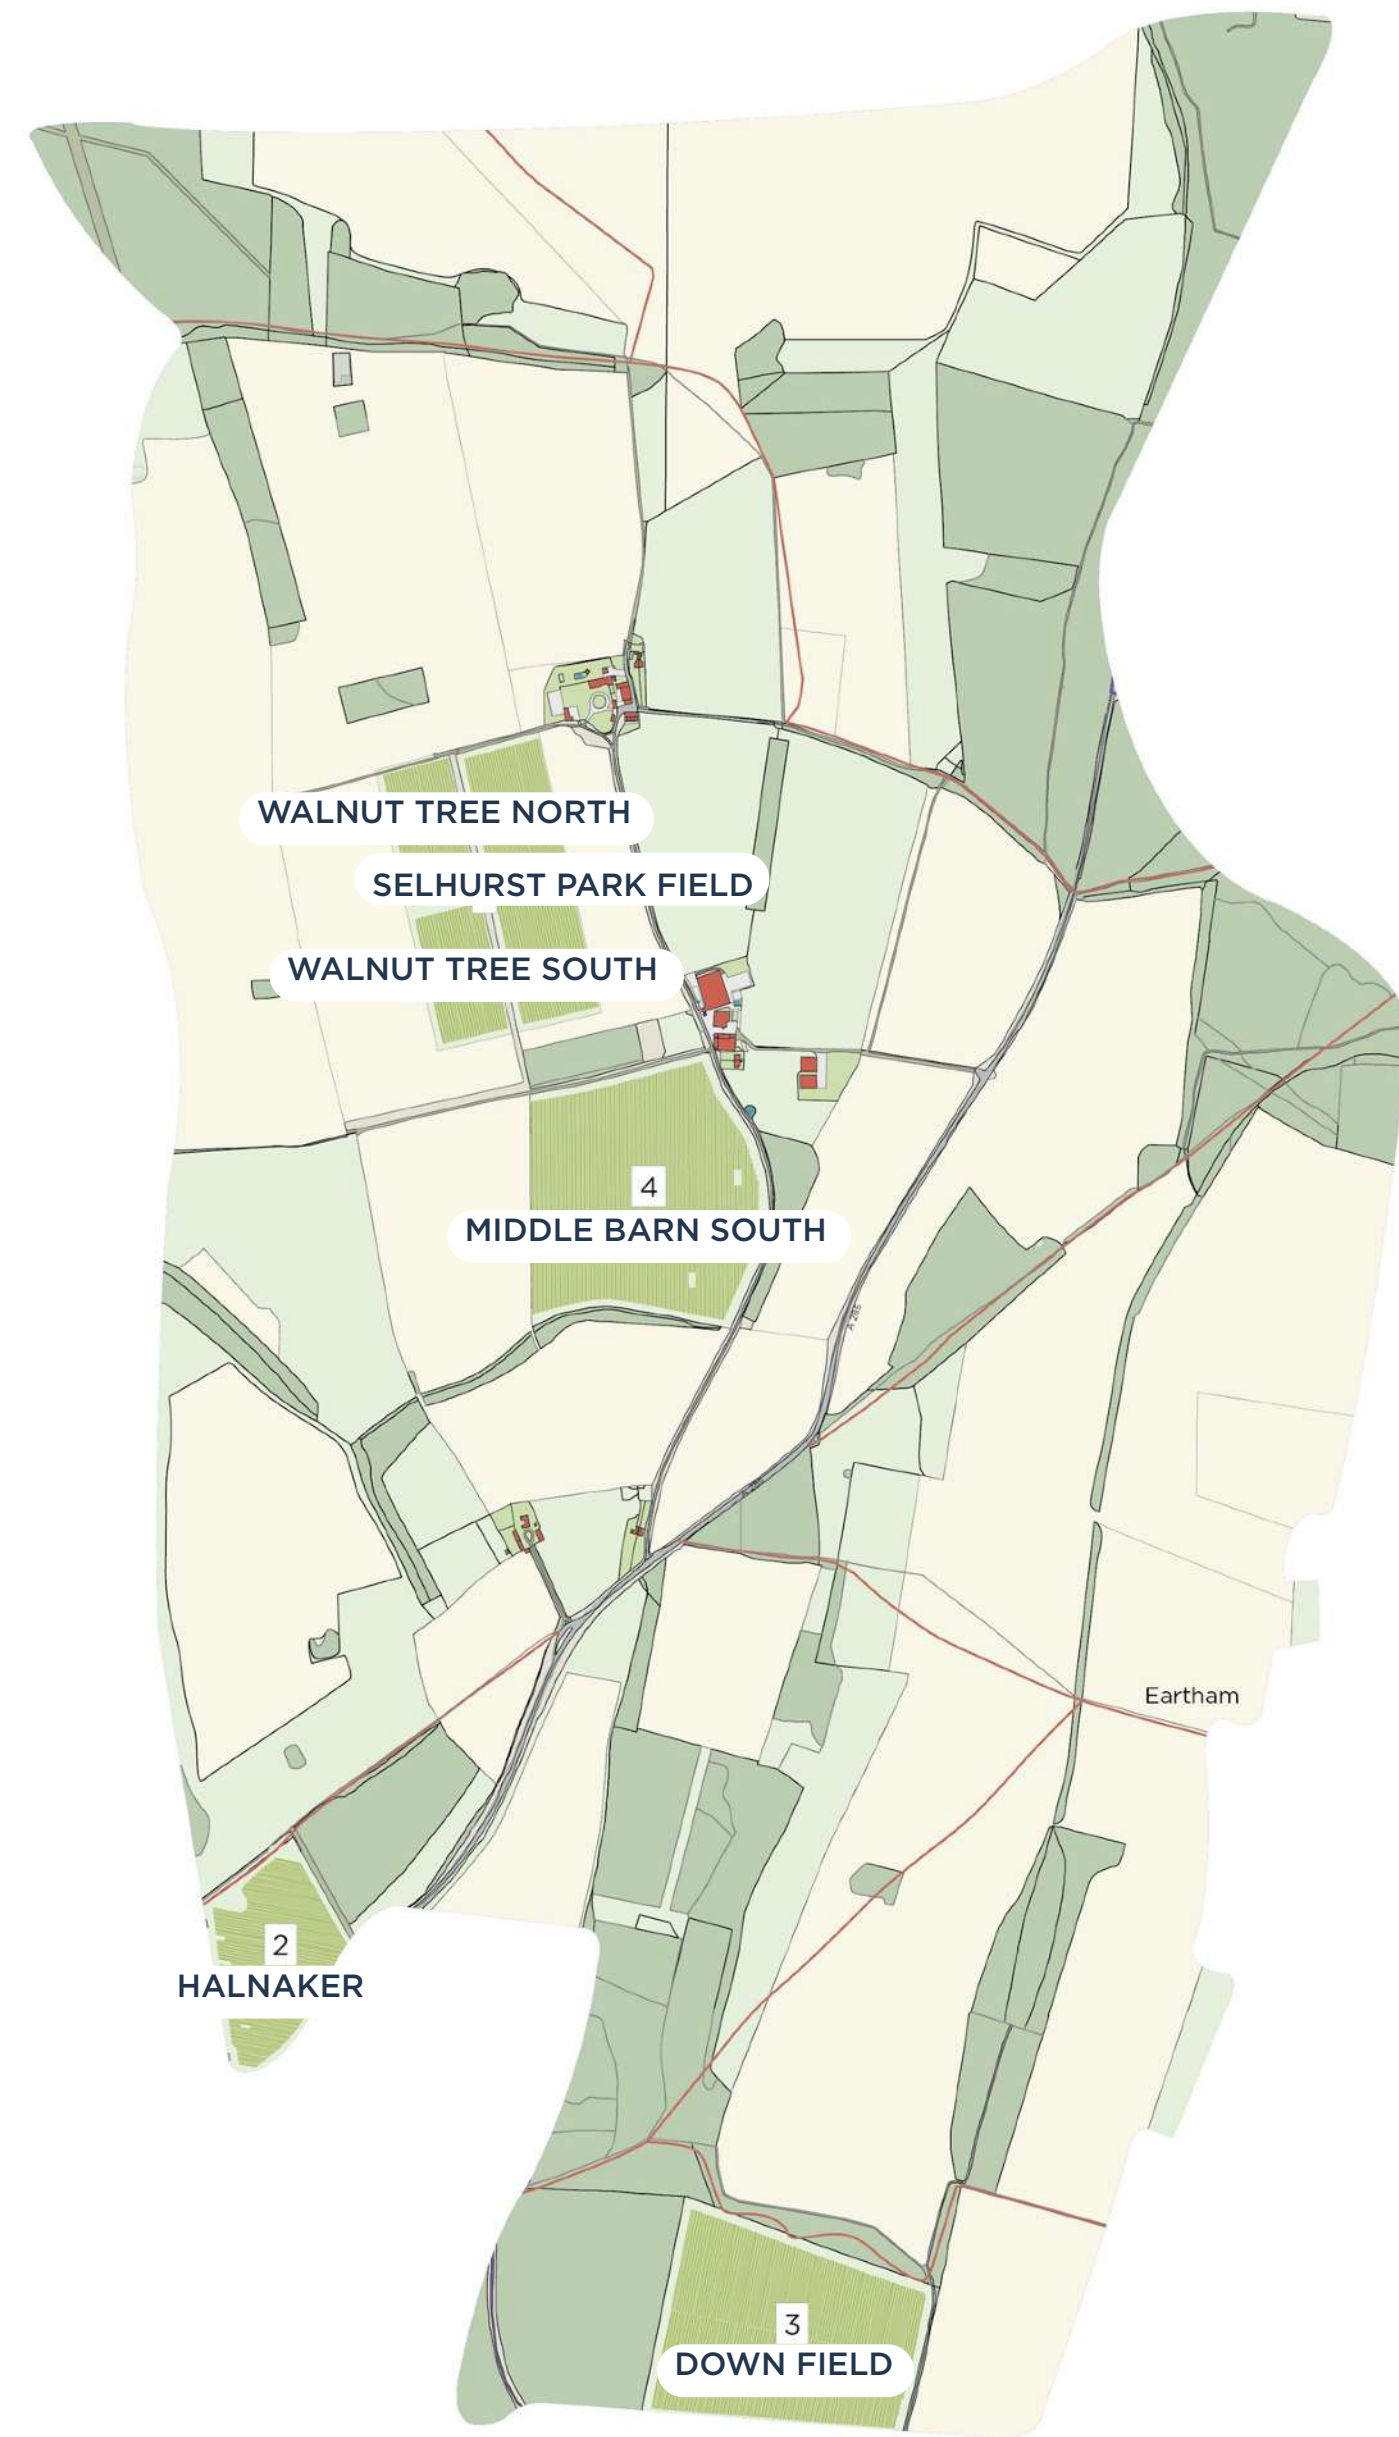 WALNUT TREE NORTH
SELHURST PARK FIELD
WALNUT TREE SOUTH
4
MIDDLE BARN SOUTH
A 285
Eartham
2
HALNAKER
3
DOWN FIELD